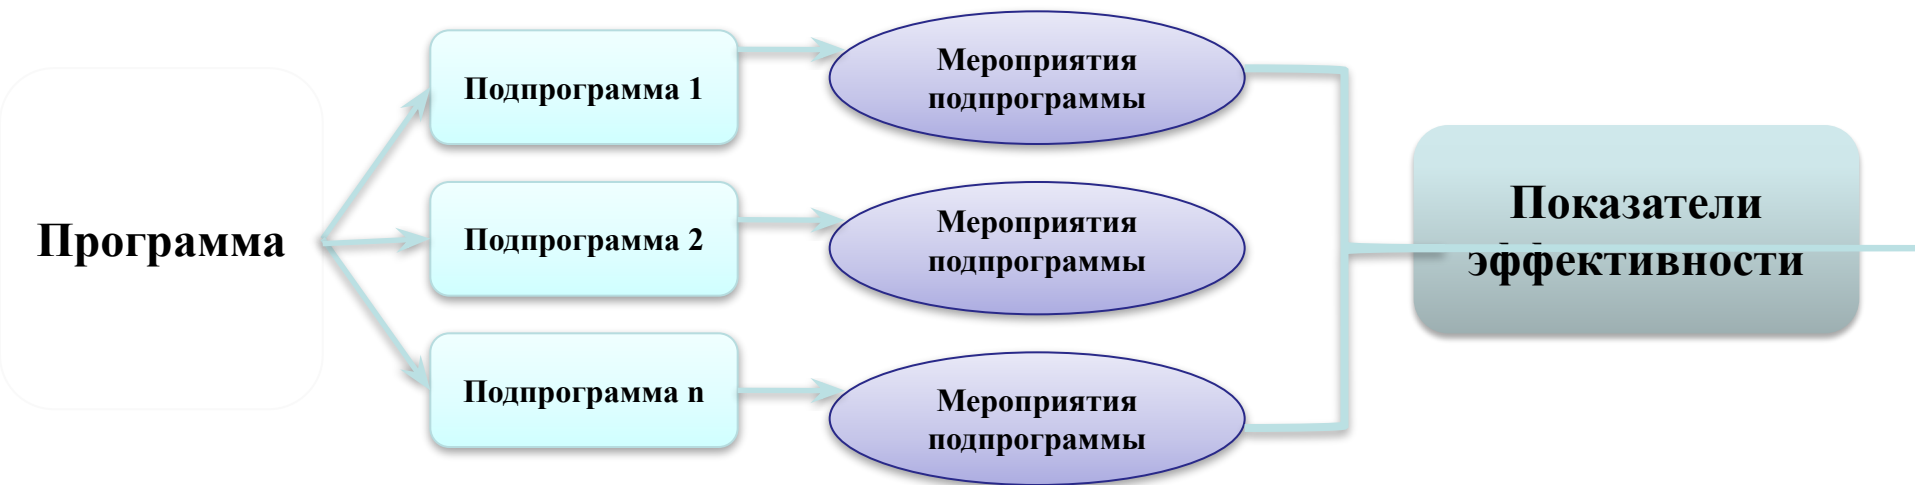 Программа
Подпрограмма 1
Мероприятия
подпрограммы
Подпрограмма 2
Мероприятия
подпрограммы
Подпрограмма n
Мероприятия
подпрограммы
Показатели
эффективности